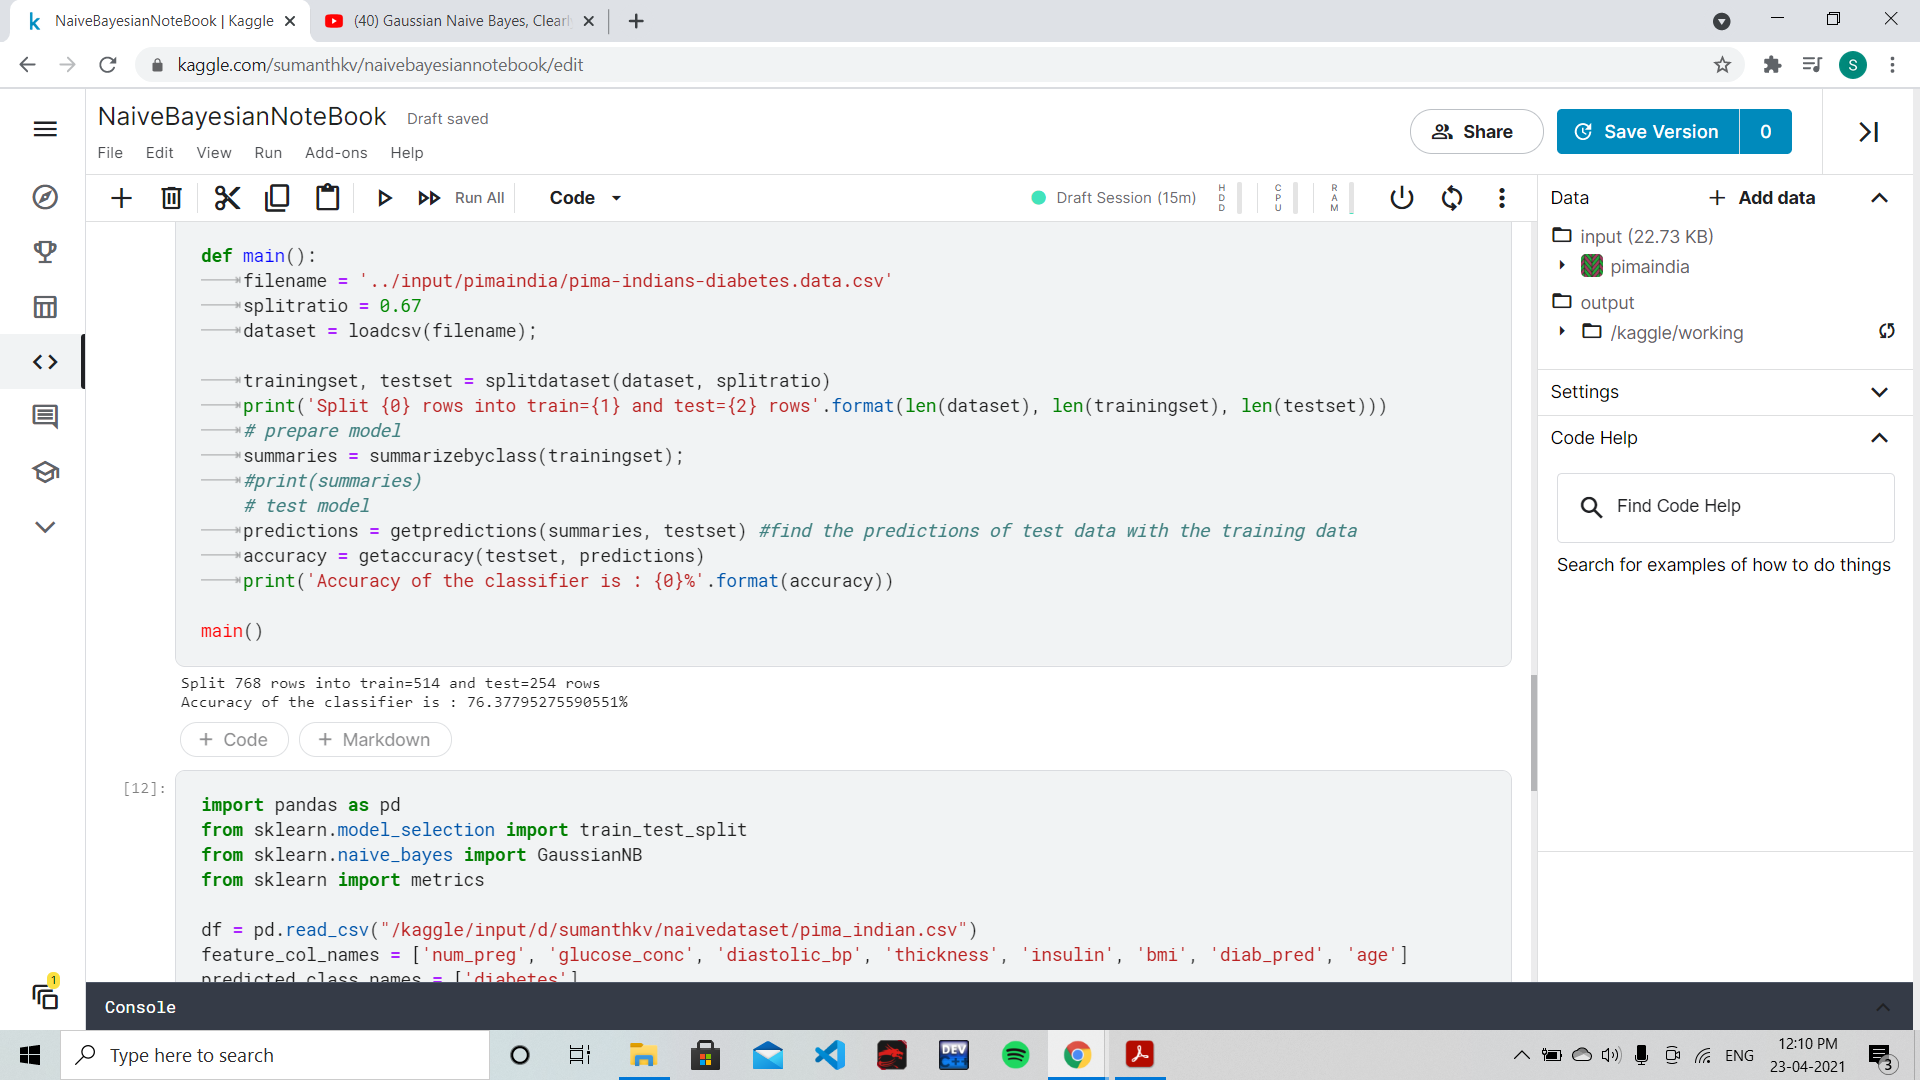 NaiveBayesianNoteBook | Kaggle
(40) Gaussian Naive Bayes, Clearl
kaggle.com/sumanthkv/naivebayesiannotebook/edit
S
NaiveBayesianNoteBook Draft saved
Share
Save Version 0
File Edit View Run Add-ons Help
Run All Code Draft Session (15m) HDD CPU RAM
def main():
filename = '../input/pimaindia/pima-indians-diabetes.data.csv'
splitratio = 0.67
dataset = loadcsv(filename);
trainingset, testset = splitdataset(dataset, splitratio)
print('Split {0} rows into train={1} and test={2} rows'.format(len(dataset), len(trainingset), len(testset)))
# prepare model
summaries = summarizebyclass(trainingset);
#print(summaries)
# test model
predictions = getpredictions(summaries, testset) #find the predictions of test data with the training data
accuracy = getaccuracy(testset, predictions)
print('Accuracy of the classifier is : {0}%'.format(accuracy))
main()
Split 768 rows into train=514 and test=254 rows
Accuracy of the classifier is : 76.37795275590551%
+ Code + Markdown
[12]:
import pandas as pd
from sklearn.model_selection import train_test_split
from sklearn.naive_bayes import GaussianNB
from sklearn import metrics
df = pd.read_csv("/kaggle/input/d/sumanthkv/naivedataset/pima_indian.csv")
feature_col_names = ['num_preg', 'glucose_conc', 'diastolic_bp', 'thickness', 'insulin', 'bmi', 'diab_pred', 'age']
predicted_class_names = ['diabetes']
Data
+ Add data
input (22.73 KB)
pimaindia
output
/kaggle/working
Settings
Code Help
Find Code Help
Search for examples of how to do things
1
Console
Type here to search
DEV C++
ENG
12:10 PM
23-04-2021
3